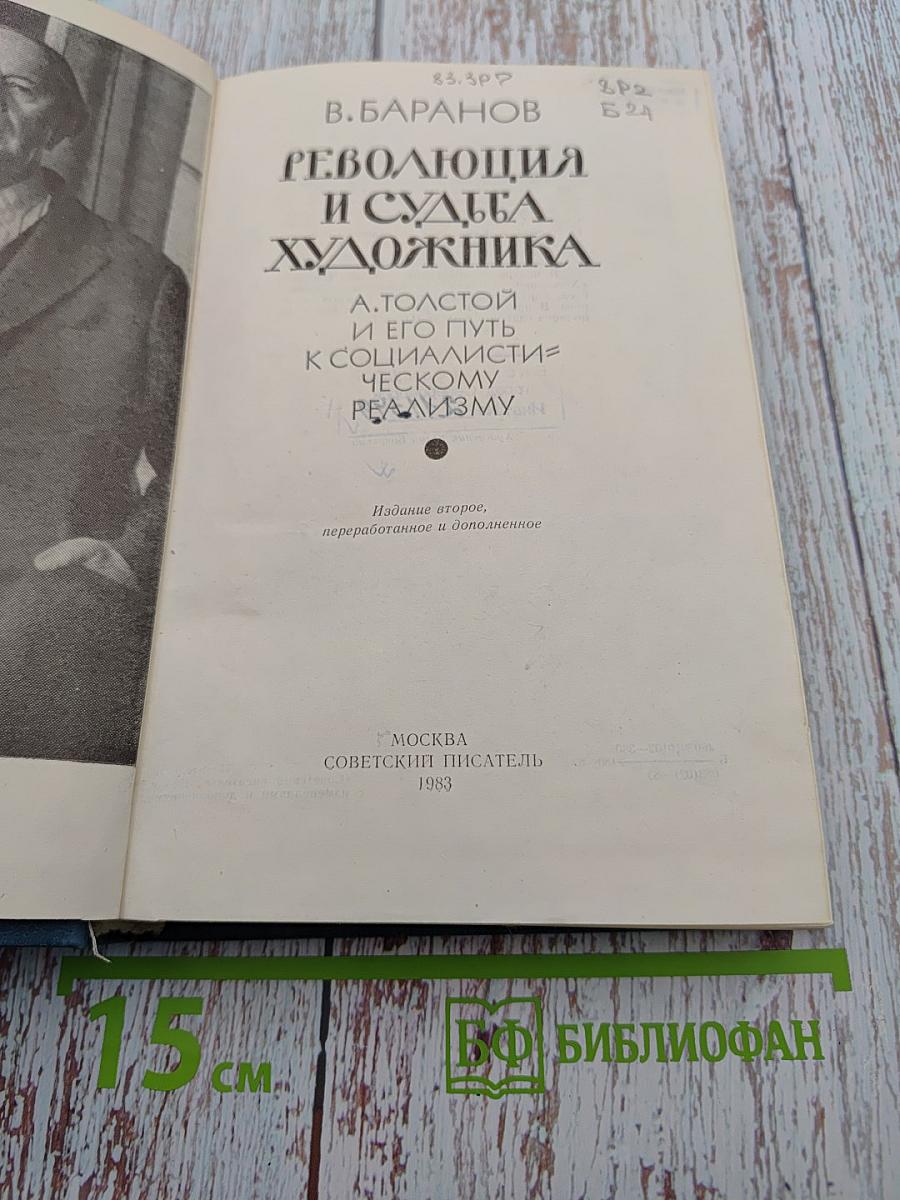 83.3Р7
8Р2
Б 24
В. БАРАНОВ
РЕВОЛЮЦИЯ
И СУДЬБА
ХУДОЖНИКА
А. ТОЛСТОЙ
И ЕГО ПУТЬ
К СОЦИАЛИСТИ=
ЧЕСКОМУ
РЕАЛИЗМУ
Издание второе,
переработанное и дополненное
МОСКВА
СОВЕТСКИЙ ПИСАТЕЛЬ
1983
15 см
БФ БИБЛИОФАН